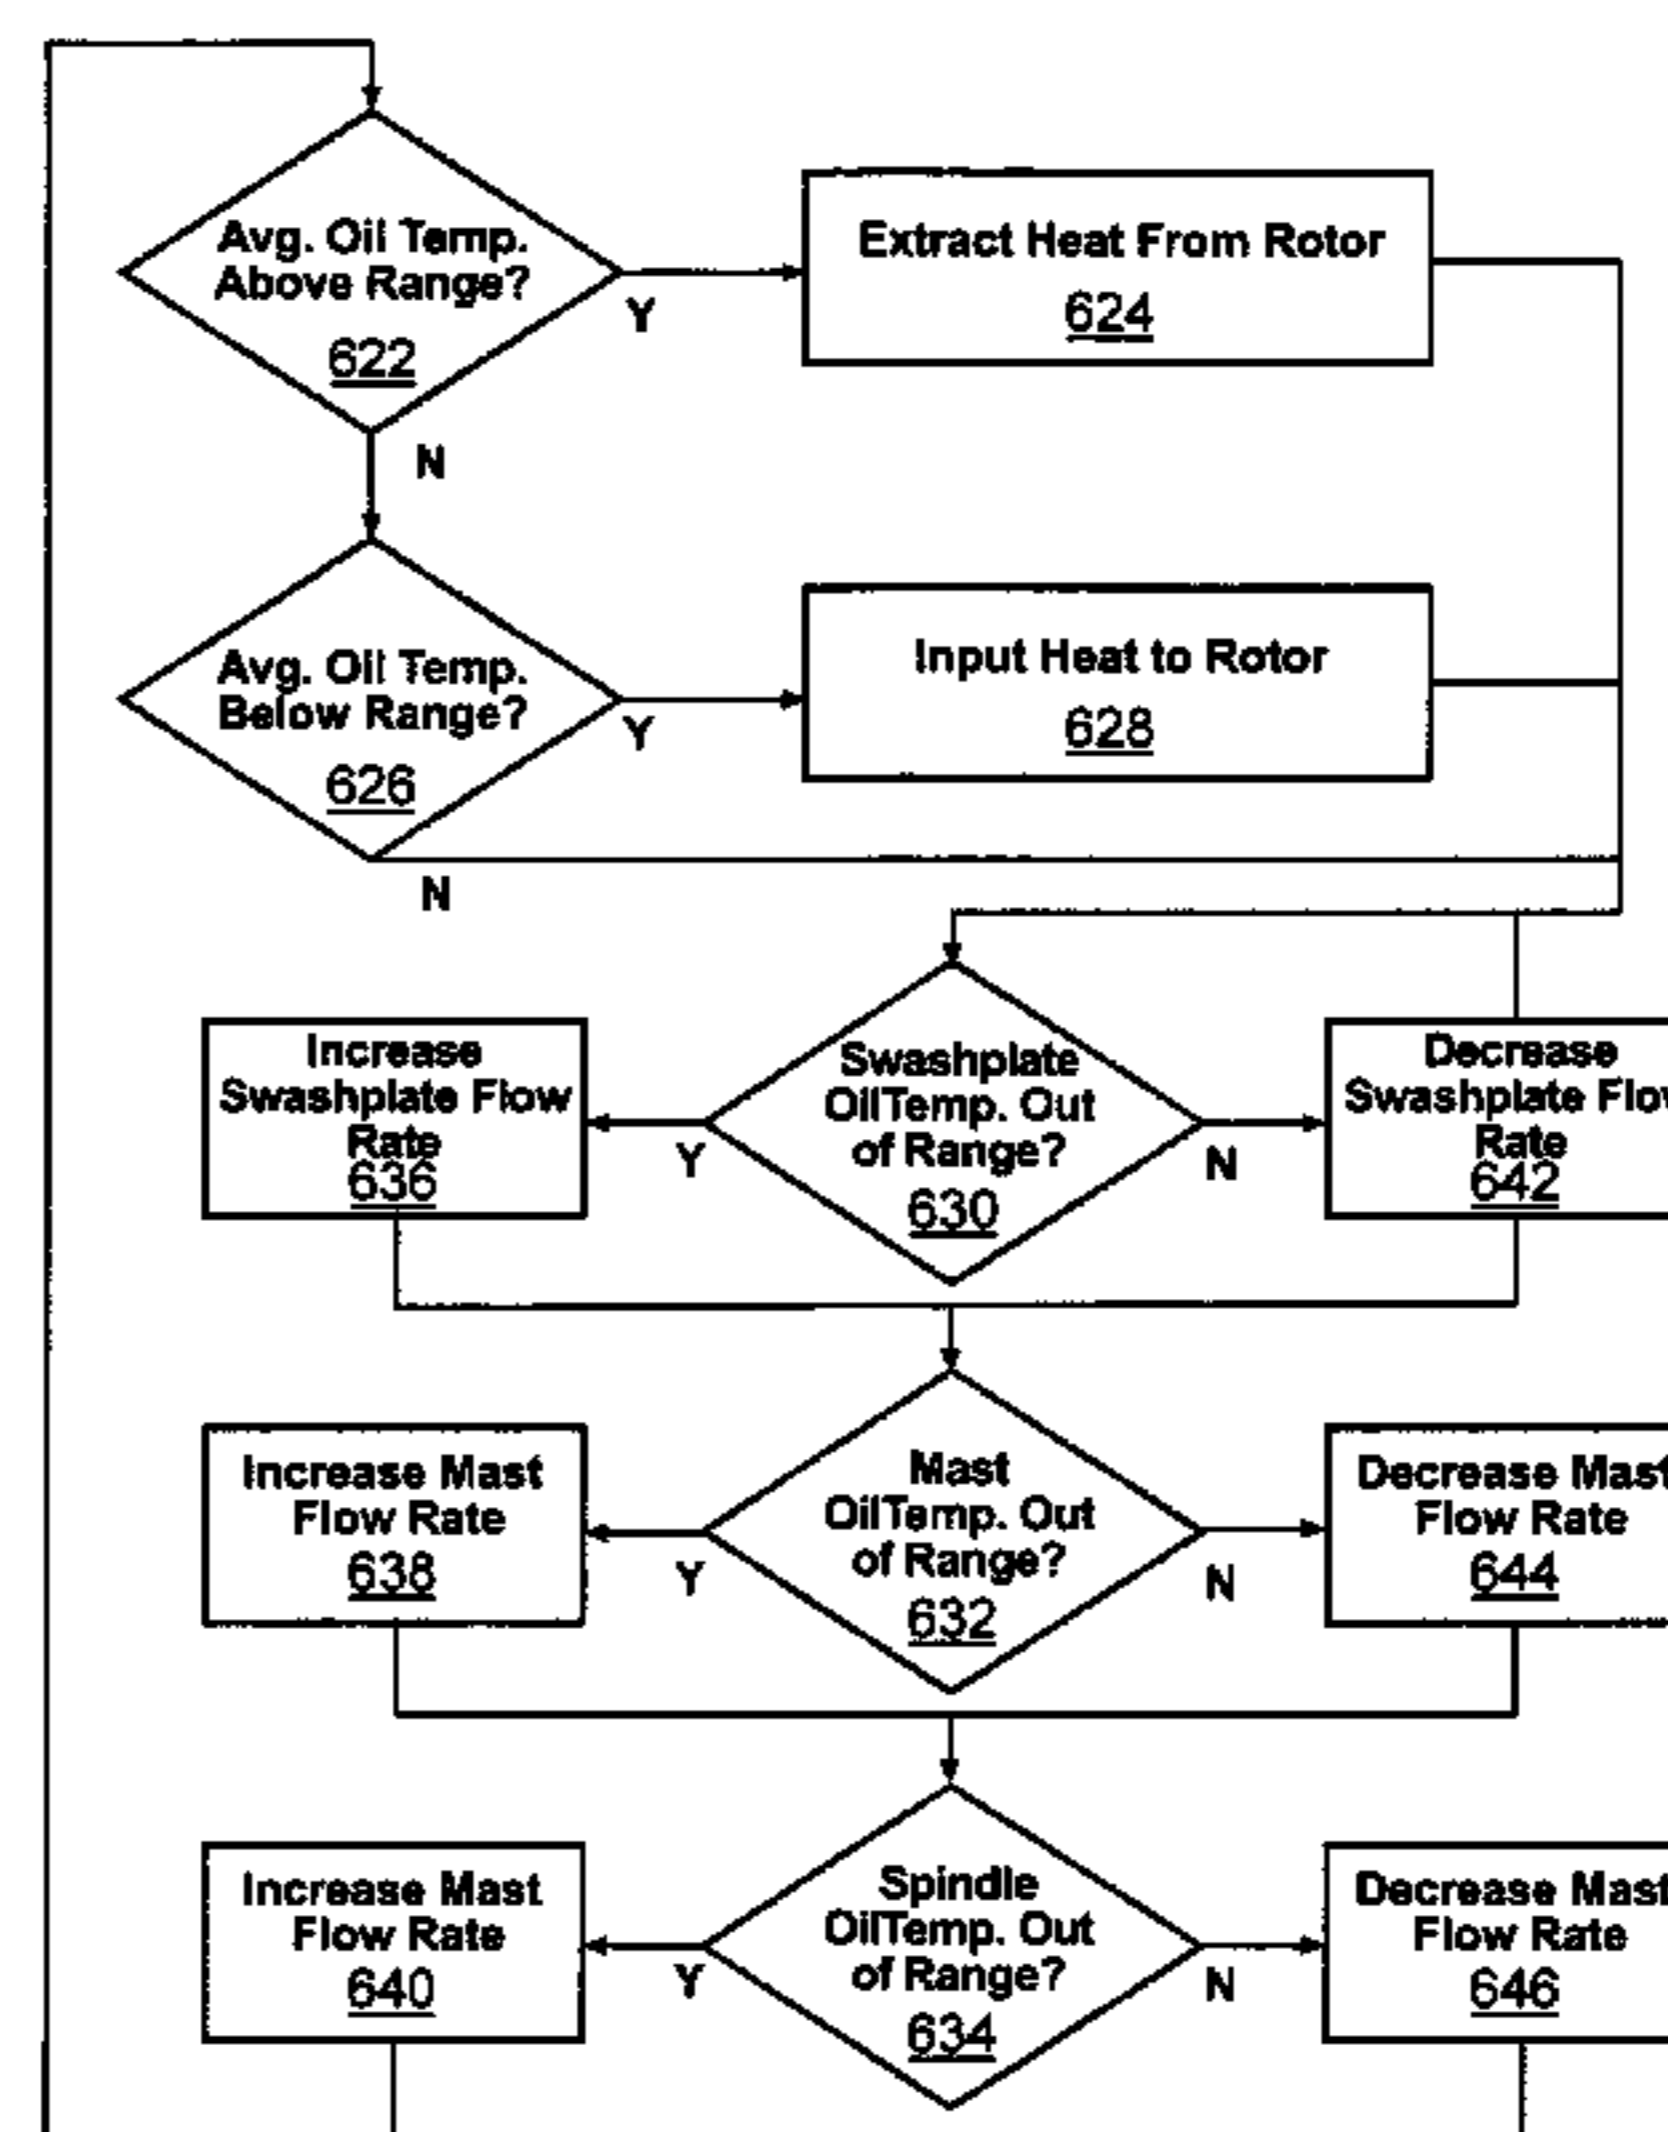 Avg. Oil Temp.
Above Range?
622
Y
N
Extract Heat From Rotor
624
Avg. Oil Temp.
Below Range?
626
Y
N
Input Heat to Rotor
628
Increase
Swashplate Flow
Rate
636
Y
Swashplate
OilTemp. Out
of Range?
630
N
Decrease
Swashplate Flow
Rate
642
Increase Mast
Flow Rate
638
Y
Mast
OilTemp. Out
of Range?
632
N
Decrease Mast
Flow Rate
644
Increase Mast
Flow Rate
640
Y
Spindle
OilTemp. Out
of Range?
634
N
Decrease Mast
Flow Rate
646